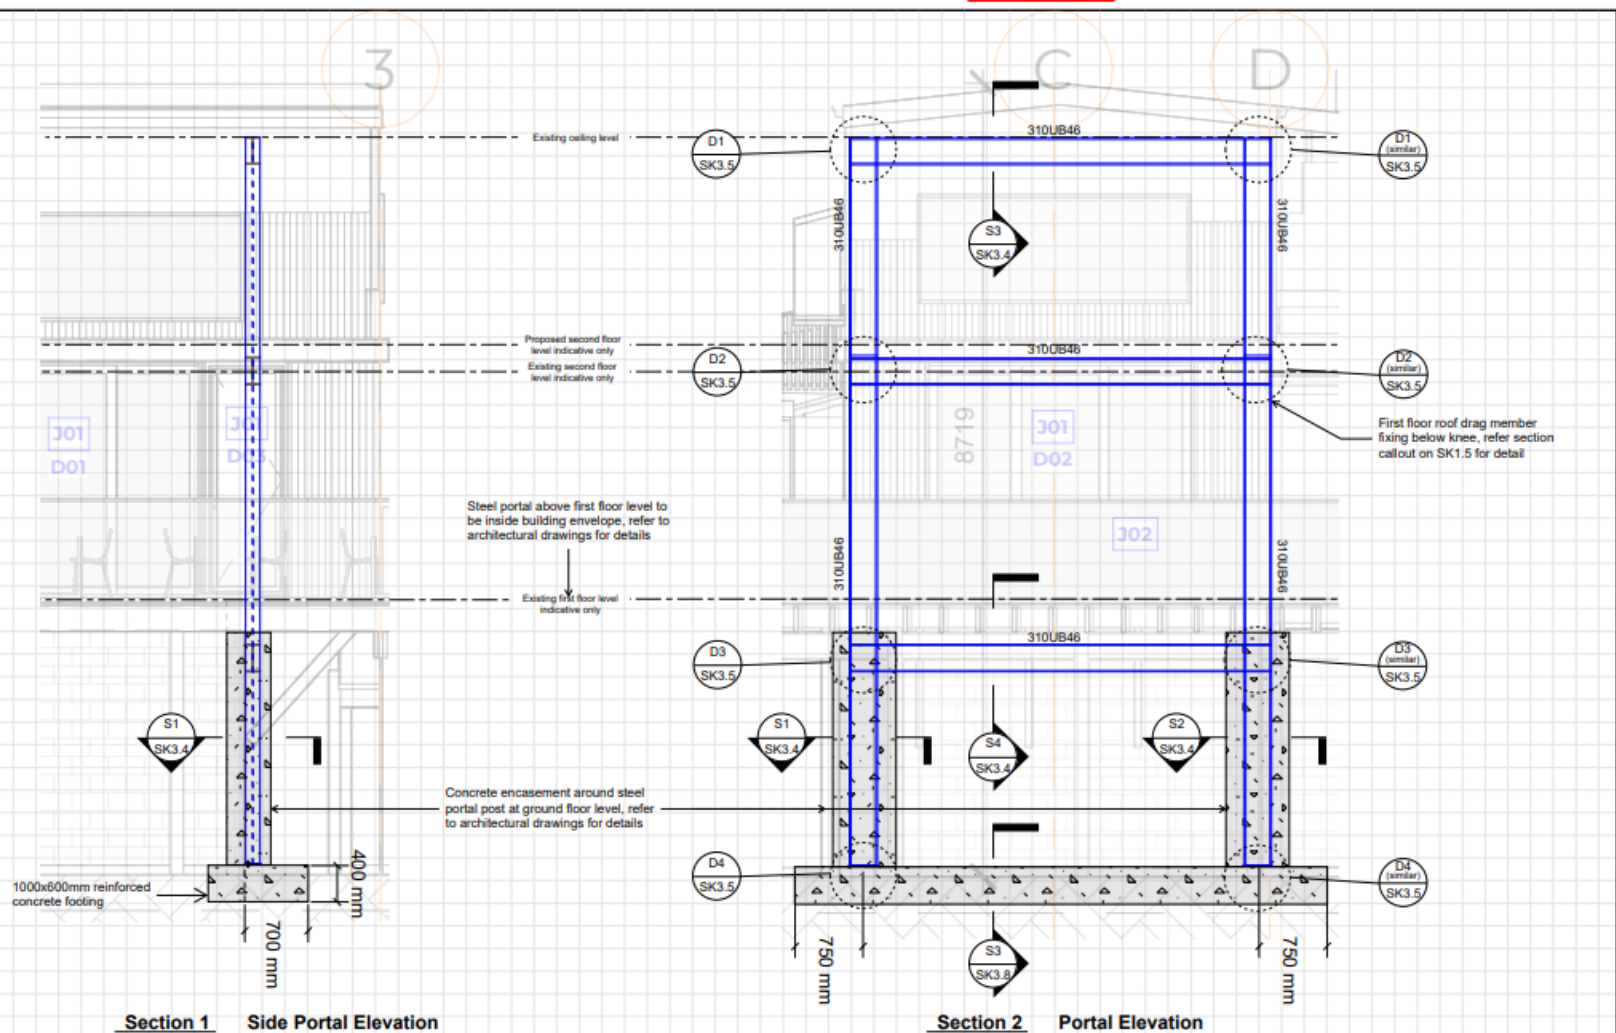 3
C
D
Existing ceiling level
310UB46
D1
SK3.5
D1
(similar)
SK3.5
310UB46
310UB46
S3
SK3.4
Proposed second floor
level indicative only
Existing second floor
level indicative only
310UB46
D2
SK3.5
D2
(similar)
SK3.5
J01
D01
D03
8719
J01
D02
First floor roof drag member
fixing below knee, refer section
callout on SK1.5 for detail
Steel portal above first floor level to
be inside building envelope, refer to
architectural drawings for details
J02
310UB46
310UB46
Existing first floor level
indicative only
310UB46
D3
SK3.5
D3
(similar)
SK3.5
S1
SK3.4
S1
SK3.4
S4
SK3.4
S2
SK3.4
Concrete encasement around steel
portal post at ground floor level, refer
to architectural drawings for details
D4
SK3.5
D4
(similar)
SK3.5
1000x600mm reinforced
concrete footing
400 mm
700 mm
750 mm
S3
SK3.8
750 mm
Section 1 Side Portal Elevation
Section 2 Portal Elevation